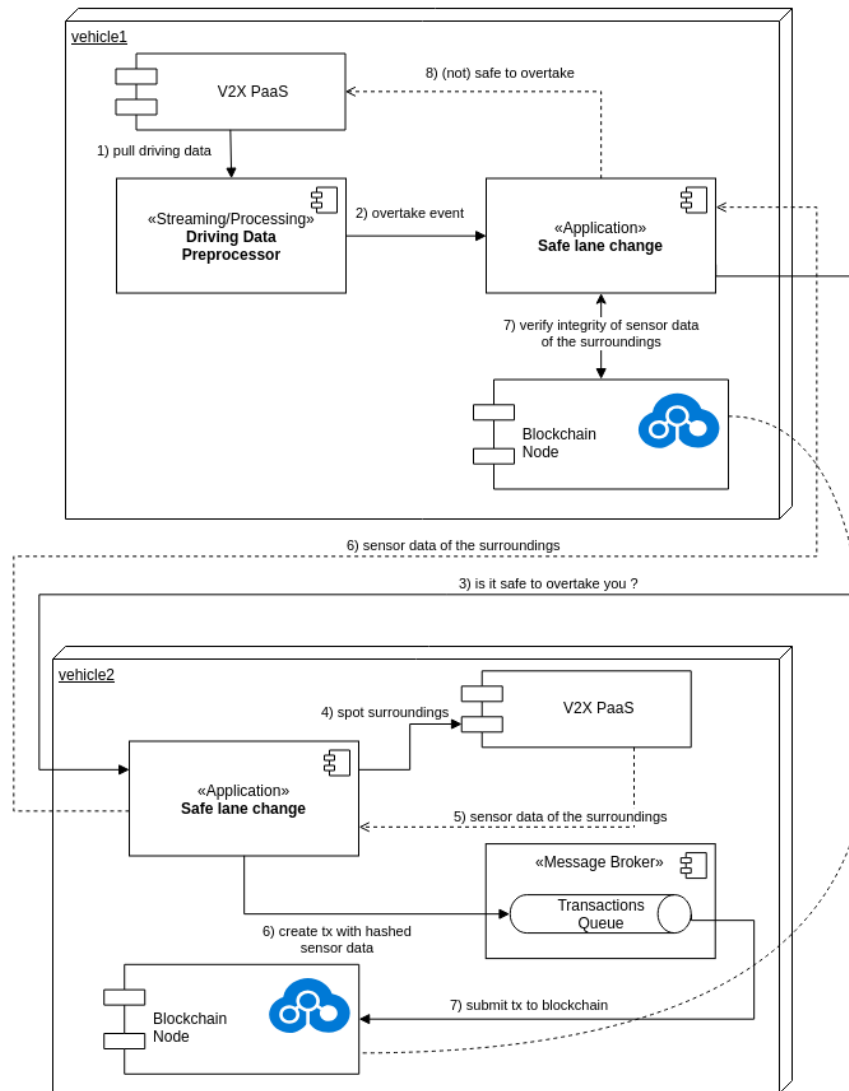 vehicle1
V2X PaaS
8) (not) safe to overtake
1) pull driving data
«Streaming/Processing»
Driving Data
Preprocessor
2) overtake event
«Application»
Safe lane change
7) verify integrity of sensor data
of the surroundings
Blockchain
Node
6) sensor data of the surroundings
3) is it safe to overtake you ?
vehicle2
4) spot surroundings
V2X PaaS
«Application»
Safe lane change
5) sensor data of the surroundings
«Message Broker»
Transactions
Queue
6) create tx with hashed
sensor data
Blockchain
Node
7) submit tx to blockchain